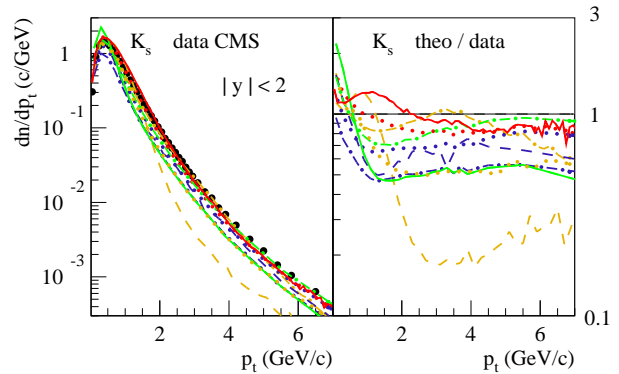 K_s data CMS
| y | < 2
dn/dp_t (c/GeV)
1
10^-1
10^-2
10^-3
2 4 6
p_t (GeV/c)
K_s theo / data
3
1
0.1
2 4 6
p_t (GeV/c)